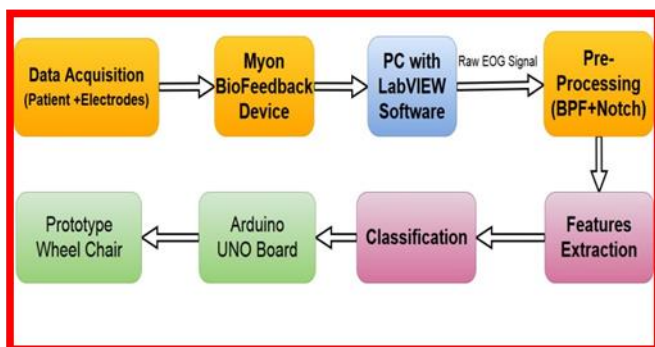 Data Acquisition
(Patient +Electrodes)
Myon
BioFeedback
Device
PC with
LabVIEW
Software
Raw EOG Signal
Pre-
Processing
(BPF+Notch)
Features
Extraction
Classification
Arduino
UNO Board
Prototype
Wheel Chair